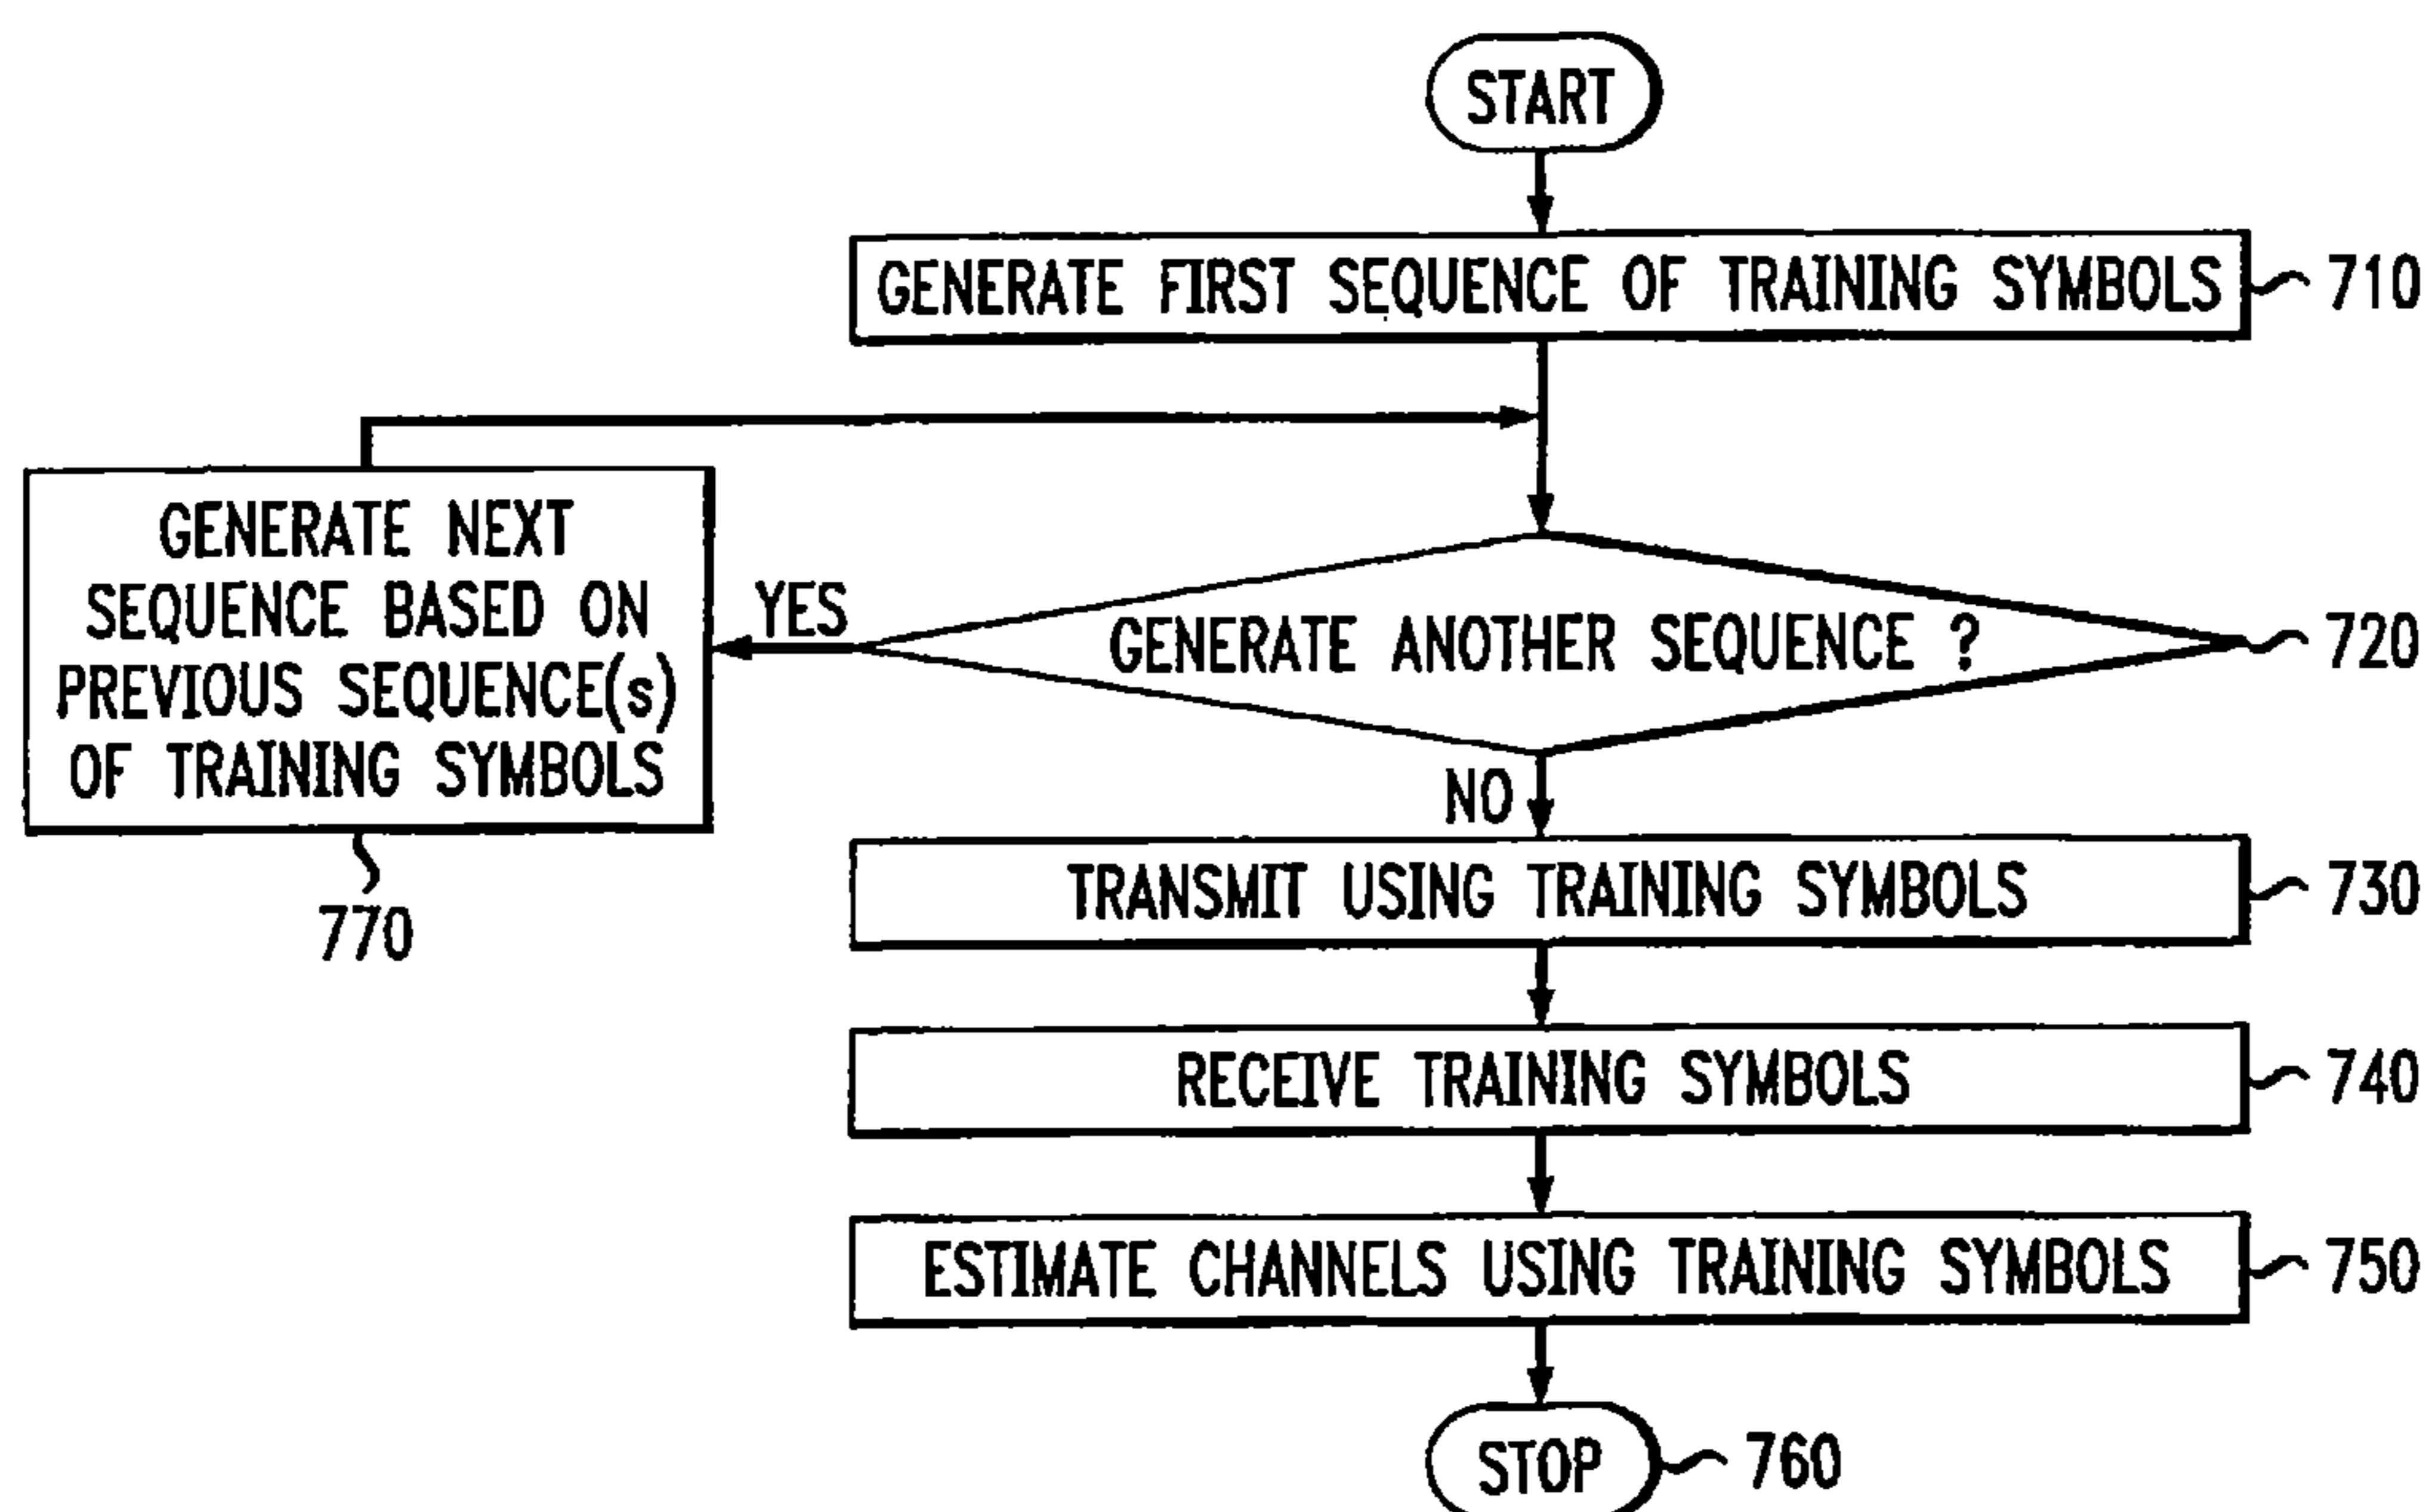 START
GENERATE FIRST SEQUENCE OF TRAINING SYMBOLS
710
GENERATE NEXT
SEQUENCE BASED ON
PREVIOUS SEQUENCE(s)
OF TRAINING SYMBOLS
770
YES
GENERATE ANOTHER SEQUENCE ?
720
NO
TRANSMIT USING TRAINING SYMBOLS
730
RECEIVE TRAINING SYMBOLS
740
ESTIMATE CHANNELS USING TRAINING SYMBOLS
750
STOP
760